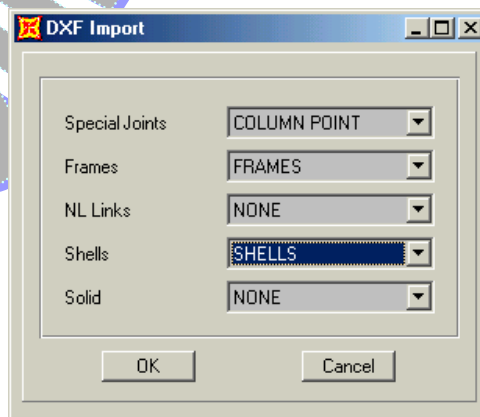 DXF Import
Special Joints COLUMN POINT
Frames FRAMES
NL Links NONE
Shells SHELLS
Solid NONE
OK Cancel